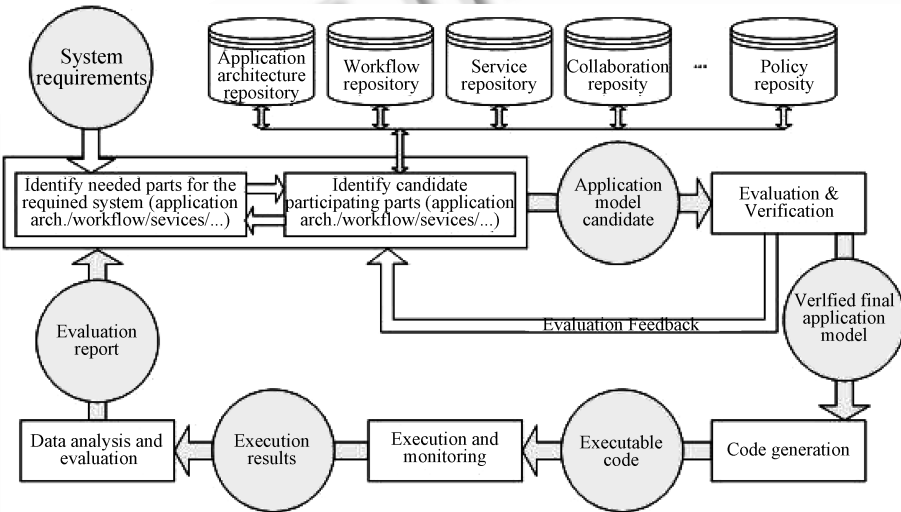 System
requirements
Application
architecture
repository
Workflow
repository
Service
repository
Collaboration
reposity
...
Policy
repository
Identify needed parts for the
requined system (application
arch./workflow/sevices/...)
Identify candidate
participating parts (application
arch./workflow/sevices/...)
Application
model
candidate
Evaluation &
Verification
Evaluation Feedback
Verlfied final
application
model
Evaluation
report
Data analysis and
evaluation
Execution
results
Execution and
monitoring
Executable
code
Code generation